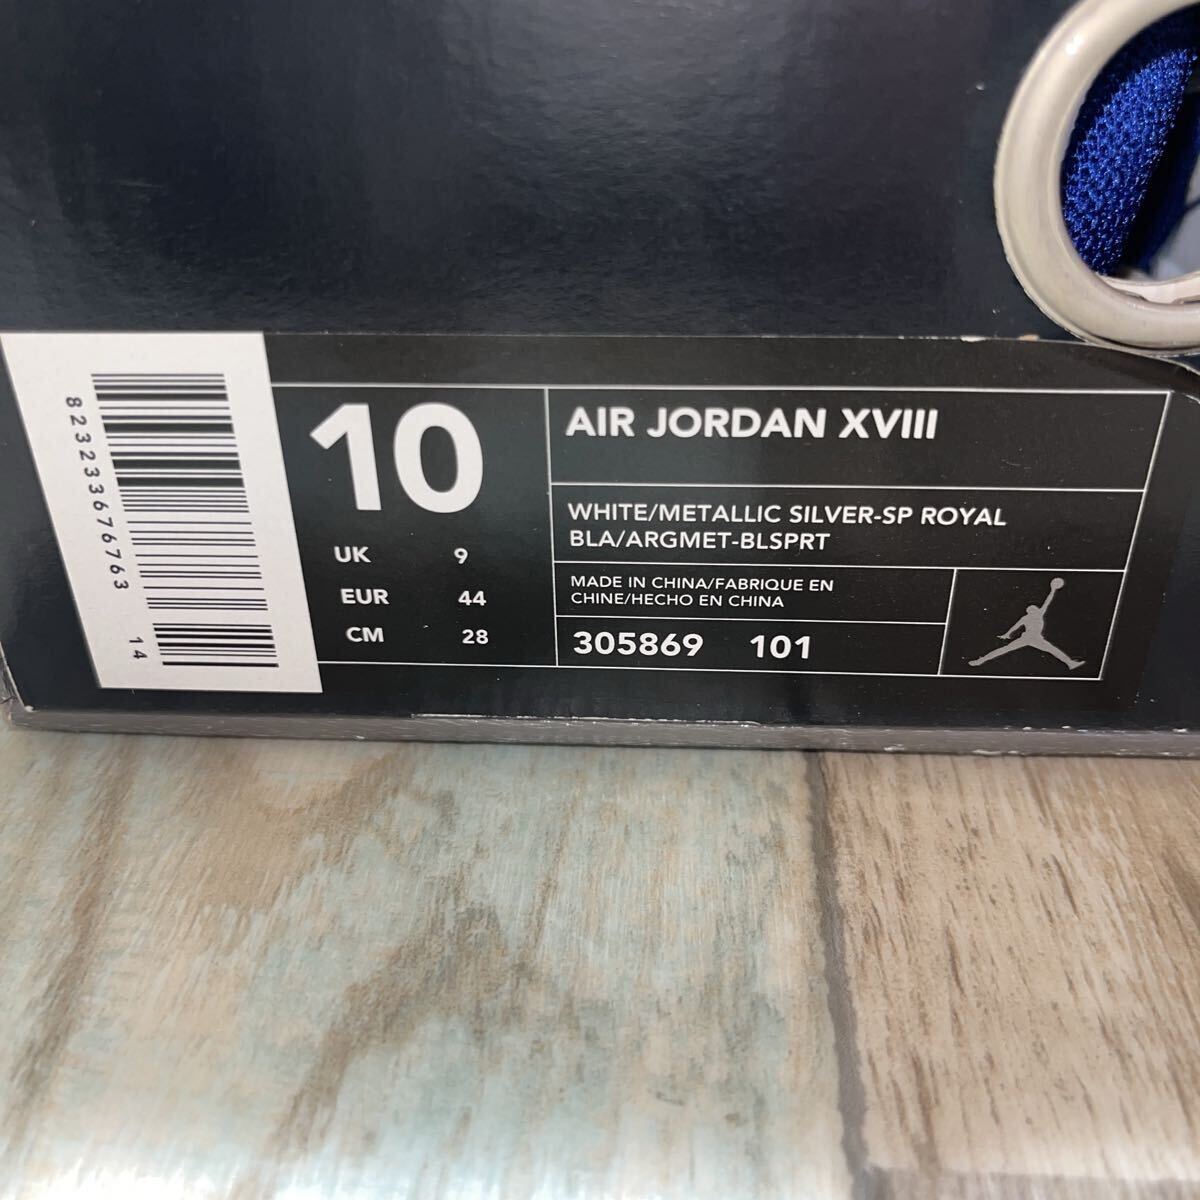 823233676763
14
10
UK 9
EUR 44
CM 28
AIR JORDAN XVIII
WHITE/METALLIC SILVER-SP ROYAL
BLA/ARGMET-BLSPRT
MADE IN CHINA/FABRIQUE EN
CHINE/HECHO EN CHINA
305869 101